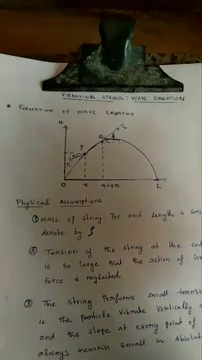 VIBRATING STRING: WAVE EQUATION
* FORMATION OF WAVE EQUATION
u
P
Q
O
x
x+δx
L
Physical assumptions
① MASS of string Per unit length is
denote by ρ
② Tension of the string at the end
is so large that the action of
force is neglected.
③ The string Performs small
i.e the particle vibrate vertically
and the slope at every point of
always remain small in